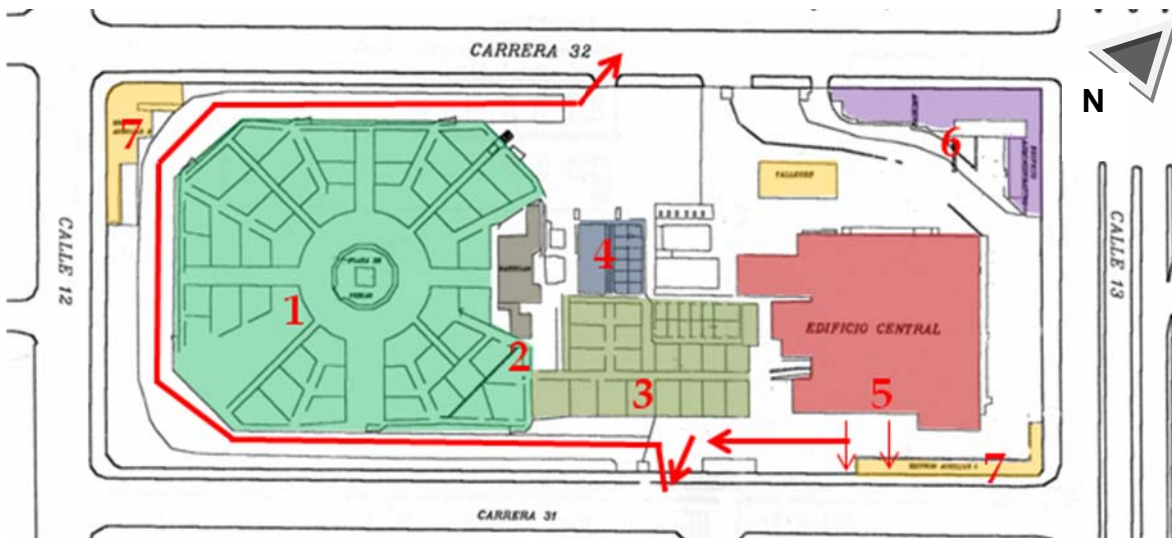 CARRERA 32
N
7
6
TALLERES
CALLE 12
4
CALLE 13
1
EDIFICIO CENTRAL
2
3
5
7
CARRERA 31